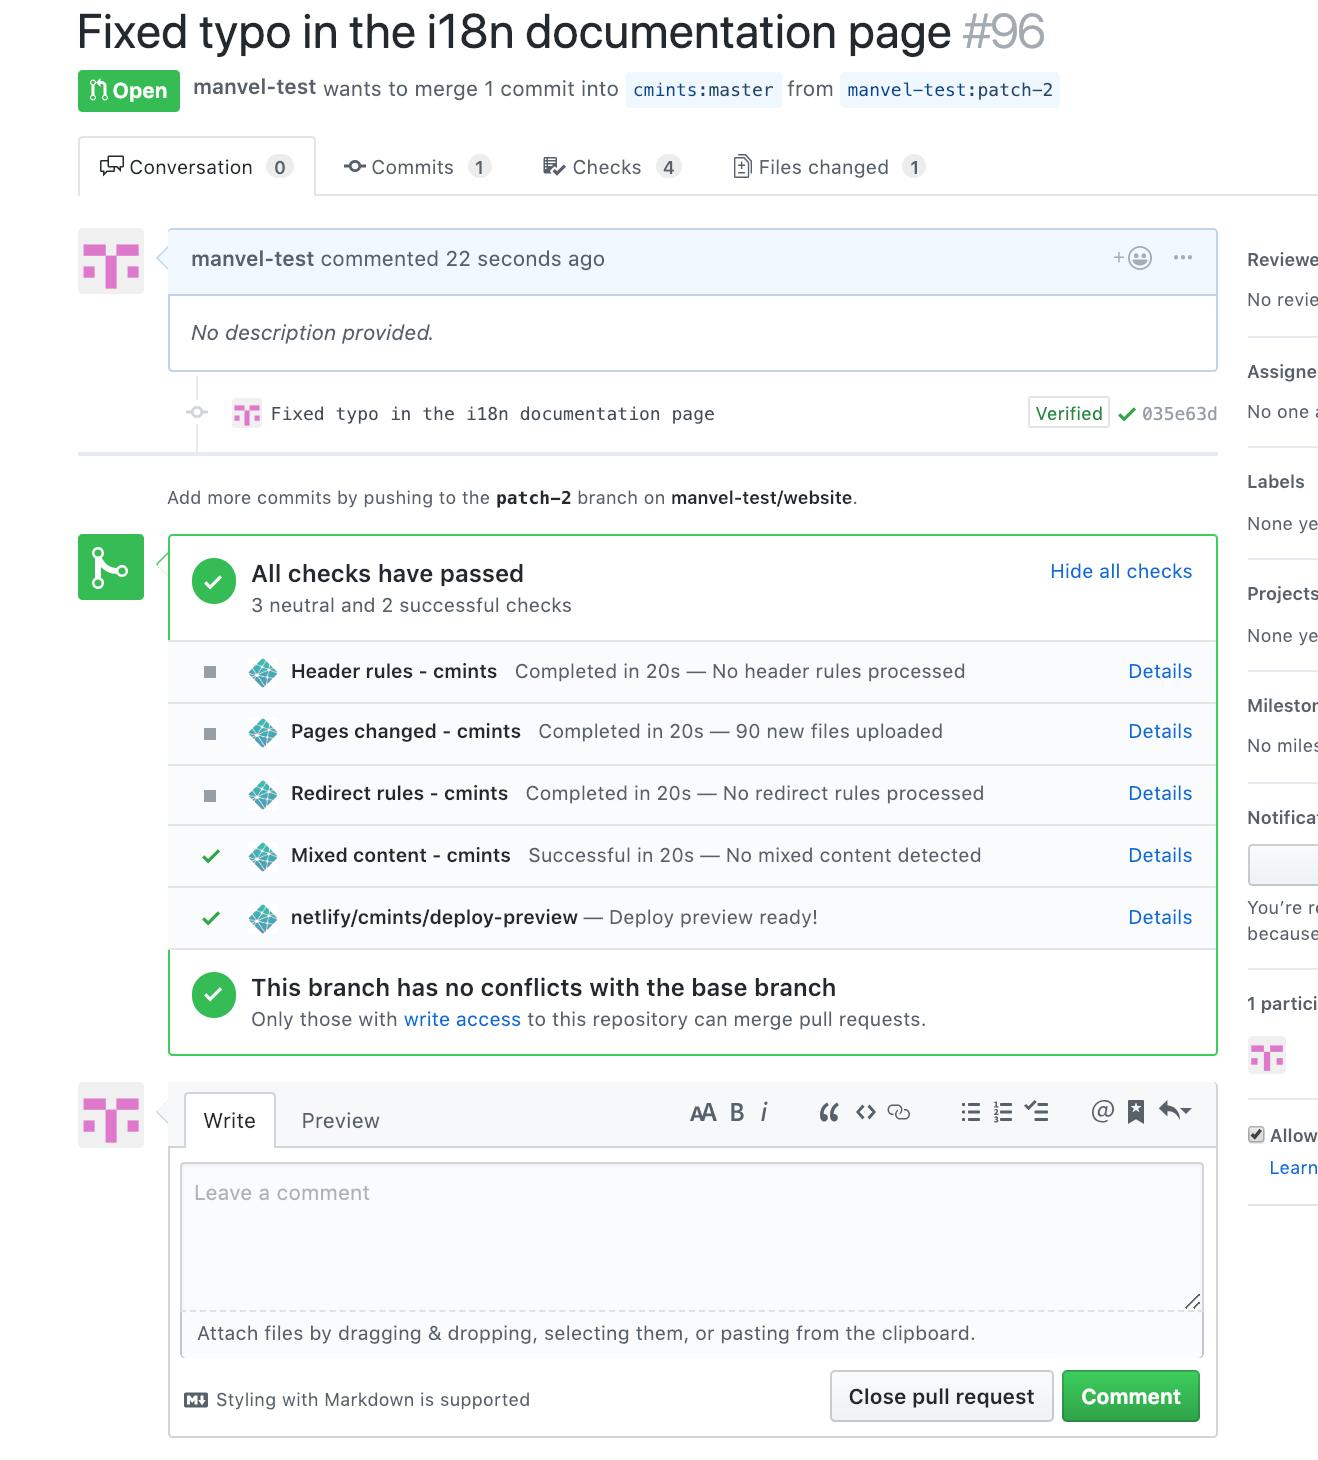 Fixed typo in the i18n documentation page #96
Open manvel-test wants to merge 1 commit into cmints:master from manvel-test:patch-2
Conversation 0 Commits 1 Checks 4 Files changed 1
manvel-test commented 22 seconds ago
No description provided.
Fixed typo in the i18n documentation page Verified 035e63d
Add more commits by pushing to the patch-2 branch on manvel-test/website.
All checks have passed Hide all checks
3 neutral and 2 successful checks
Header rules - cmints Completed in 20s — No header rules processed Details
Pages changed - cmints Completed in 20s — 90 new files uploaded Details
Redirect rules - cmints Completed in 20s — No redirect rules processed Details
Mixed content - cmints Successful in 20s — No mixed content detected Details
netlify/cmints/deploy-preview — Deploy preview ready! Details
This branch has no conflicts with the base branch
Only those with write access to this repository can merge pull requests.
Write Preview AA B i
Leave a comment
Attach files by dragging & dropping, selecting them, or pasting from the clipboard.
Styling with Markdown is supported Close pull request Comment
Reviewe
No revie
Assigne
No one a
Labels
None ye
Projects
None ye
Mileston
No miles
Notificat
You're re
because
1 partici
Allow
Learn